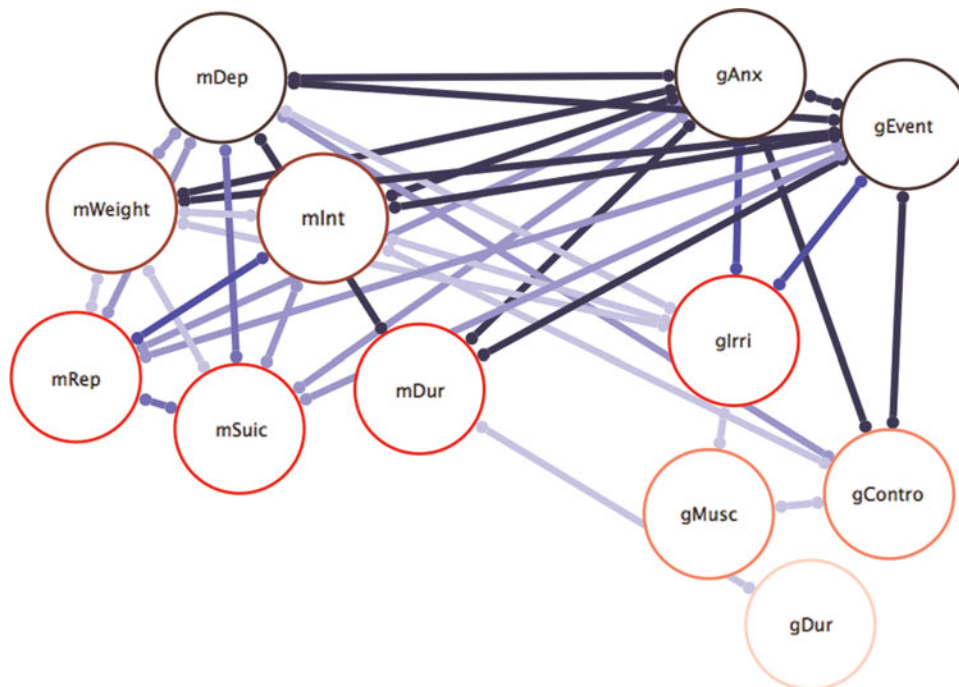 mDep
gAnx
gEvent
mWeight
mInt
gIrri
mRep
mDur
mSuic
gContro
gMusc
gDur